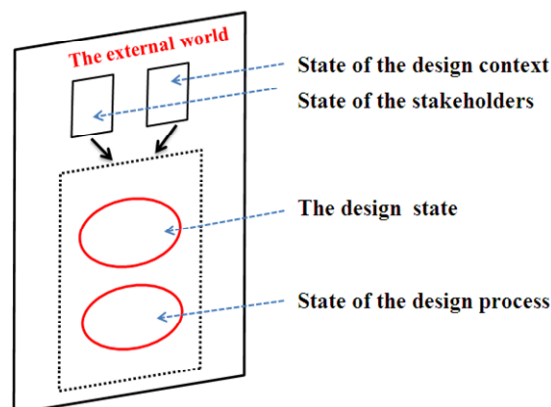 The external world
State of the design context
State of the stakeholders
The design state
State of the design process